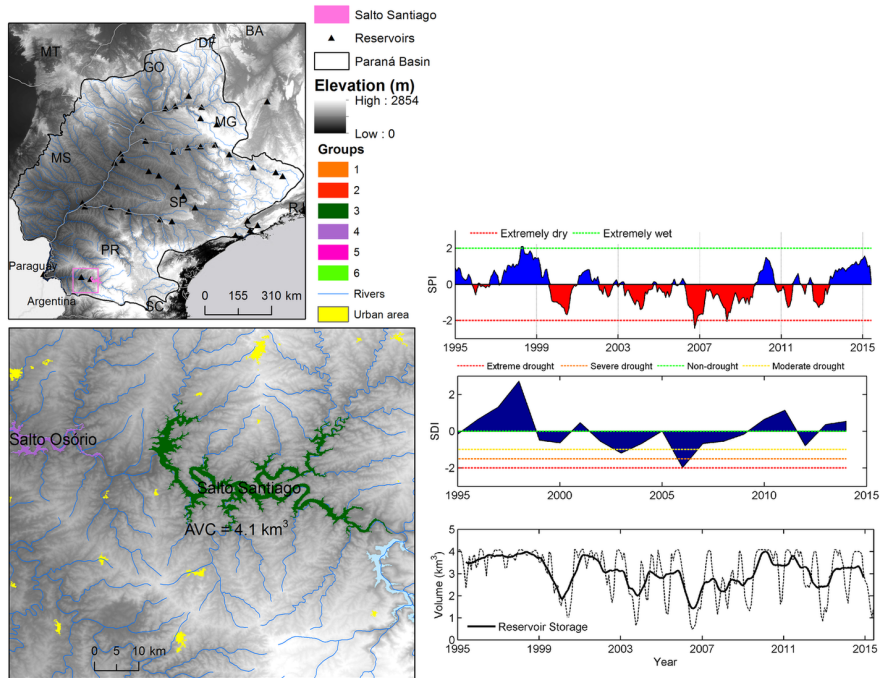 Salto Santiago
Reservoirs
Paraná Basin
Elevation (m)
High : 2854
Low : 0
Groups
1
2
3
4
5
6
Rivers
Urban area
BA
DF
MT
GO
MG
MS
SP
RJ
PR
Paraguay
Argentina
SC
0 155 310 km
Salto Osório
Salto Santiago
AVC = 4.1 km³
0 5 10 km
Extremely dry Extremely wet
SPI
2
0
-2
1995 1999 2003 2007 2011 2015
Extreme drought Severe drought Non-drought Moderate drought
SDI
2
0
-2
1995 2000 2005 2010 2015
Volume (km³)
5
4
3
2
1
0
Reservoir Storage
1995 1999 2003 2007 2011 2015
Year